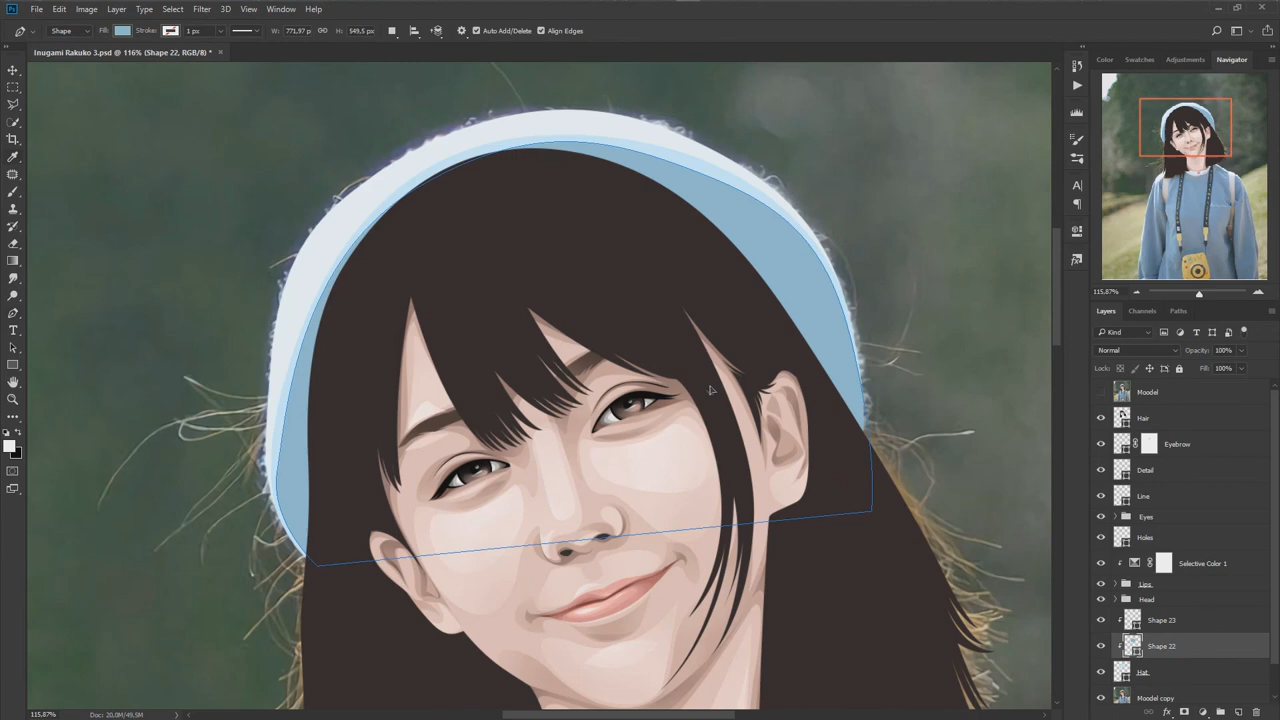 Ps File Edit Image Layer Type Select Filter 3D View Window Help
Shape Fill: Stroke: 1 px W: 771,97 p H: 549,5 px Auto Add/Delete Align Edges
Inugami Rakuko 3.psd @ 116% (Shape 22, RGB/8) * ×
Color Swatches Adjustments Navigator
115,87%
Layers Channels Paths
Kind
Normal Opacity: 100%
Lock: Fill: 100%
Moodel
Hair
Eyebrow
Detail
Line
Eyes
Holes
Selective Color 1
Lips
Head
Shape 23
Shape 22
Hat
Moodel copy
115,87% Doc: 20,0M/49,5M